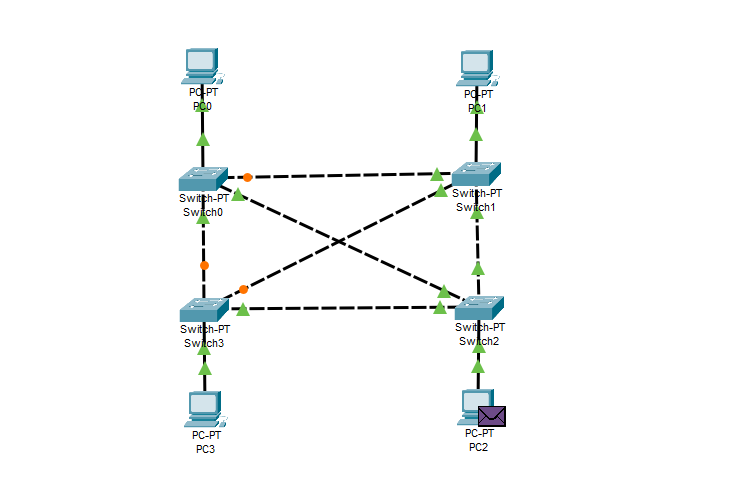 PC-PT
PC0
PC-PT
PC1
Switch-PT
Switch0
Switch-PT
Switch1
Switch-PT
Switch3
Switch-PT
Switch2
PC-PT
PC3
PC-PT
PC2